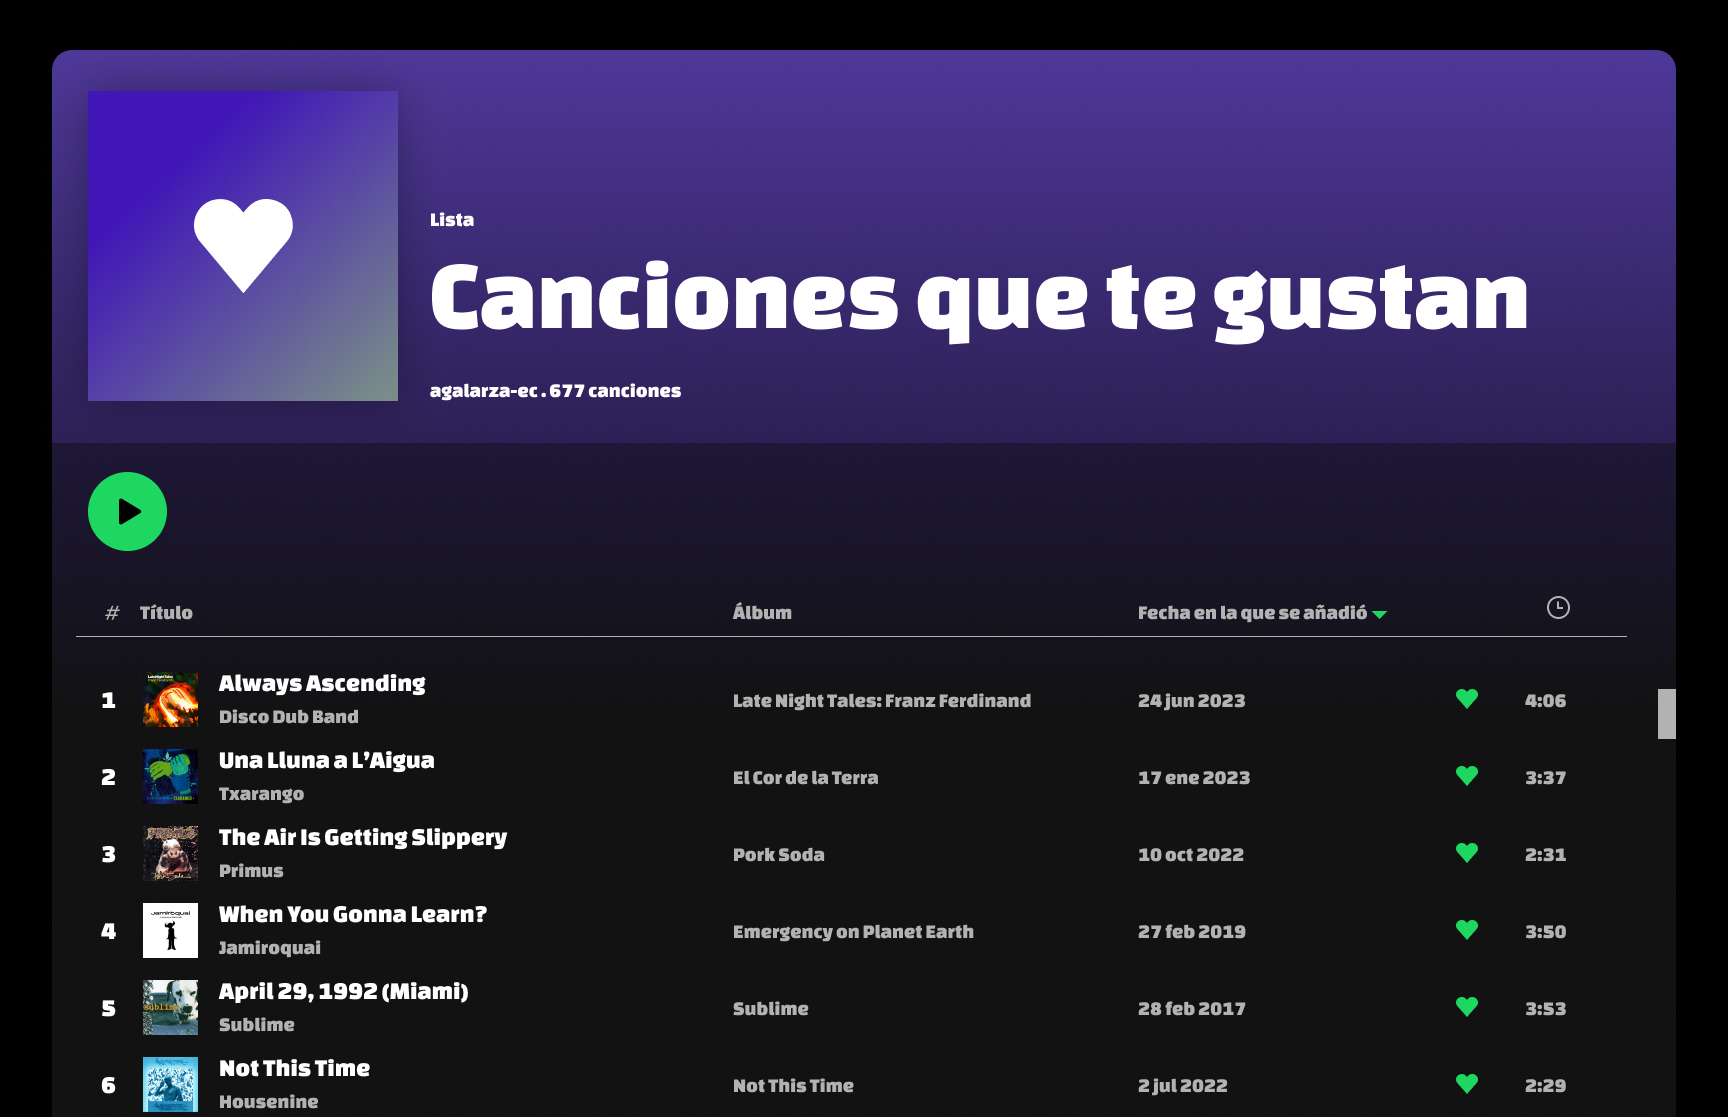 Lista
Canciones que te gustan
agalarza-ec . 677 canciones
# Título Álbum Fecha en la que se añadió
1 Always Ascending Late Night Tales: Franz Ferdinand 24 jun 2023 4:06
Disco Dub Band
2 Una Lluna a L’Aigua El Cor de la Terra 17 ene 2023 3:37
Txarango
3 The Air Is Getting Slippery Pork Soda 10 oct 2022 2:31
Primus
4 When You Gonna Learn? Emergency on Planet Earth 27 feb 2019 3:50
Jamiroquai
5 April 29, 1992 (Miami) Sublime 28 feb 2017 3:53
Sublime
6 Not This Time Not This Time 2 jul 2022 2:29
Housenine